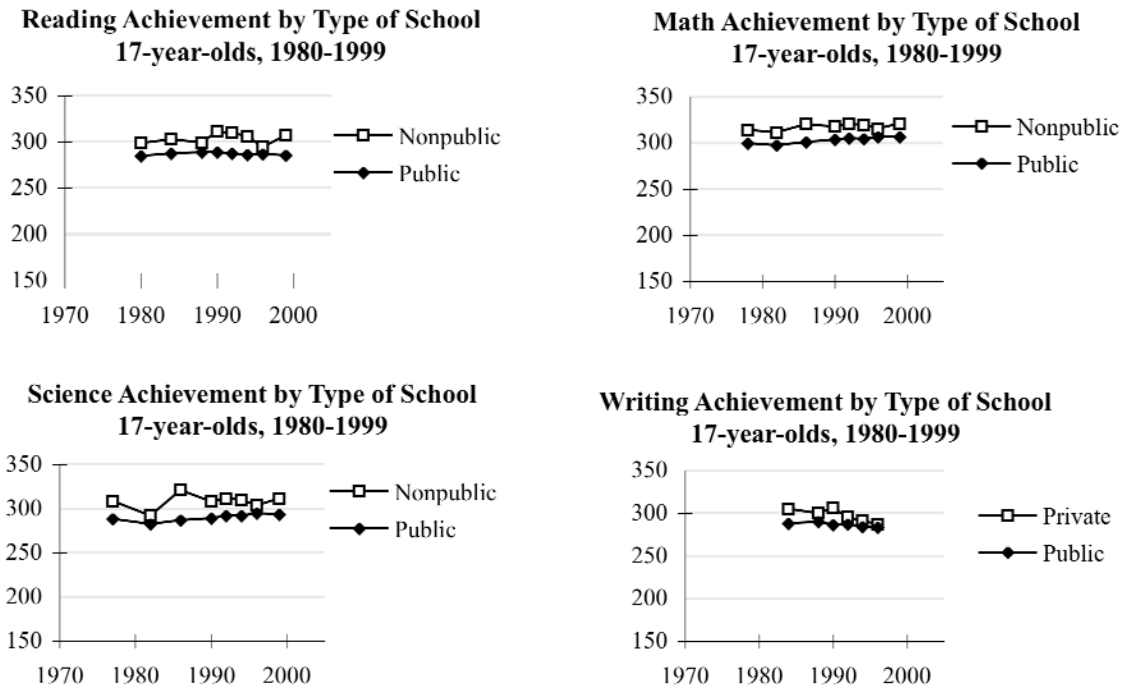 Reading Achievement by Type of School
17-year-olds, 1980-1999
350
300
250
200
150
1970 1980 1990 2000
Nonpublic
Public
Math Achievement by Type of School
17-year-olds, 1980-1999
350
300
250
200
150
1970 1980 1990 2000
Nonpublic
Public
Science Achievement by Type of School
17-year-olds, 1980-1999
350
300
250
200
150
1970 1980 1990 2000
Nonpublic
Public
Writing Achievement by Type of School
17-year-olds, 1980-1999
350
300
250
200
150
1970 1980 1990 2000
Private
Public